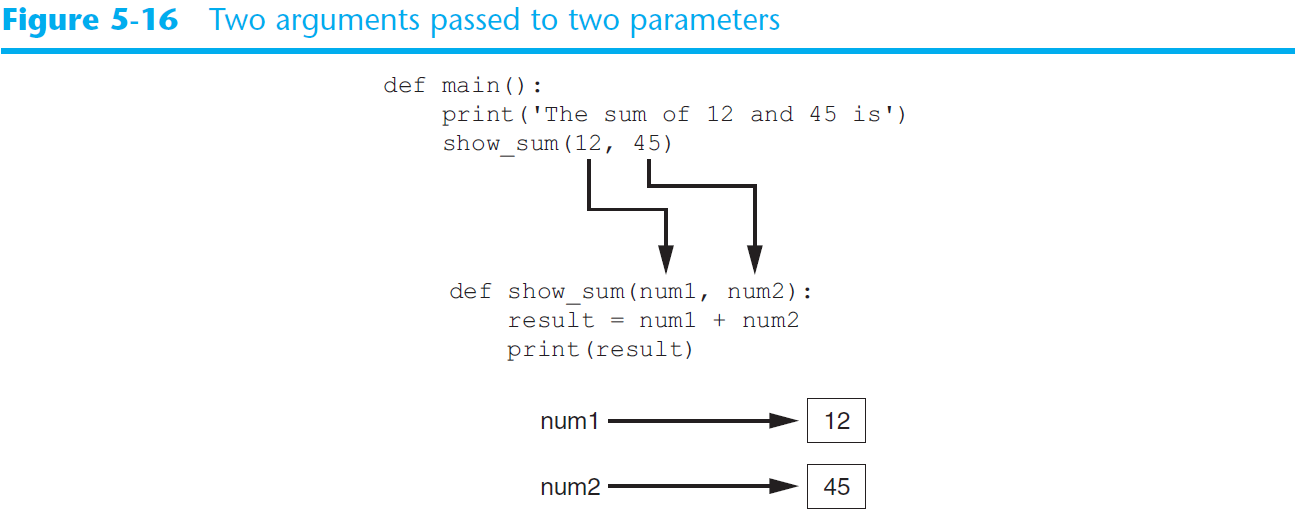 Figure 5-16 Two arguments passed to two parameters
def main():
    print('The sum of 12 and 45 is')
    show_sum(12, 45)
def show_sum(num1, num2):
    result = num1 + num2
    print(result)
num1 12
num2 45